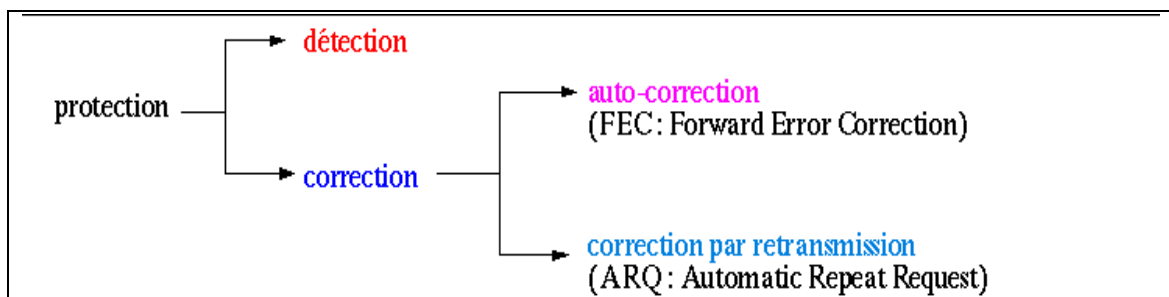 détection
protection
auto-correction
(FEC : Forward Error Correction)
correction
correction par retransmission
(ARQ : Automatic Repeat Request)